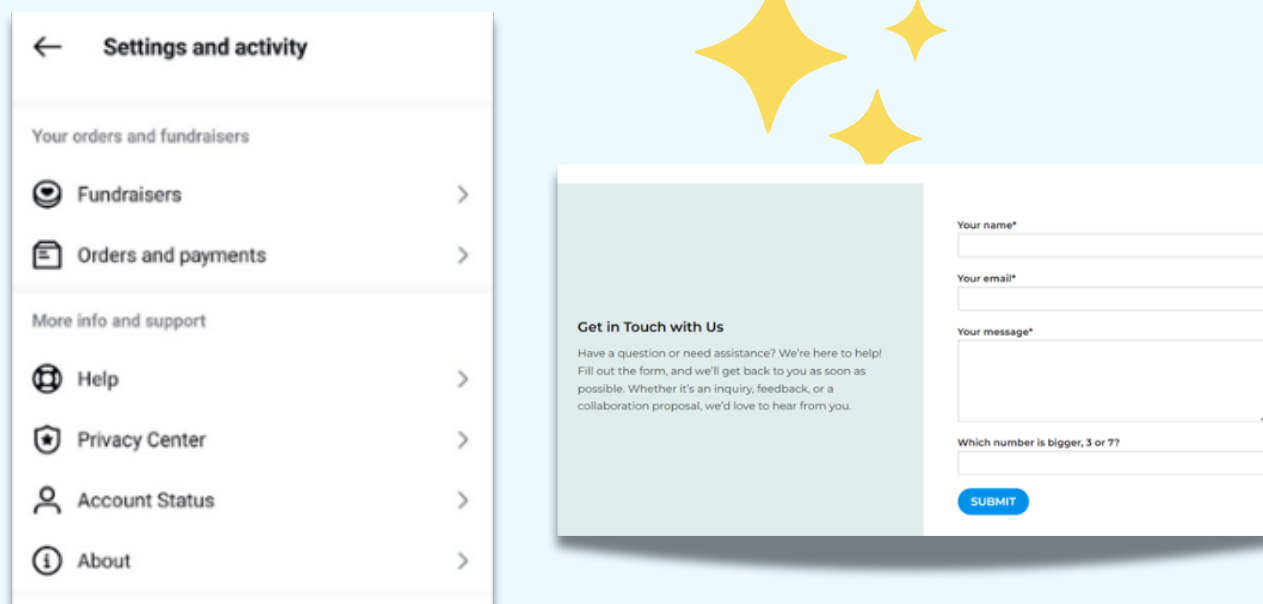 Settings and activity
Your orders and fundraisers
Fundraisers
Orders and payments
More info and support
Help
Privacy Center
Account Status
About
Get in Touch with Us
Have a question or need assistance? We're here to help!
Fill out the form, and we'll get back to you as soon as
possible. Whether it's an inquiry, feedback, or a
collaboration proposal, we'd love to hear from you.
Your name*
Your email*
Your message*
Which number is bigger, 3 or 7?
SUBMIT